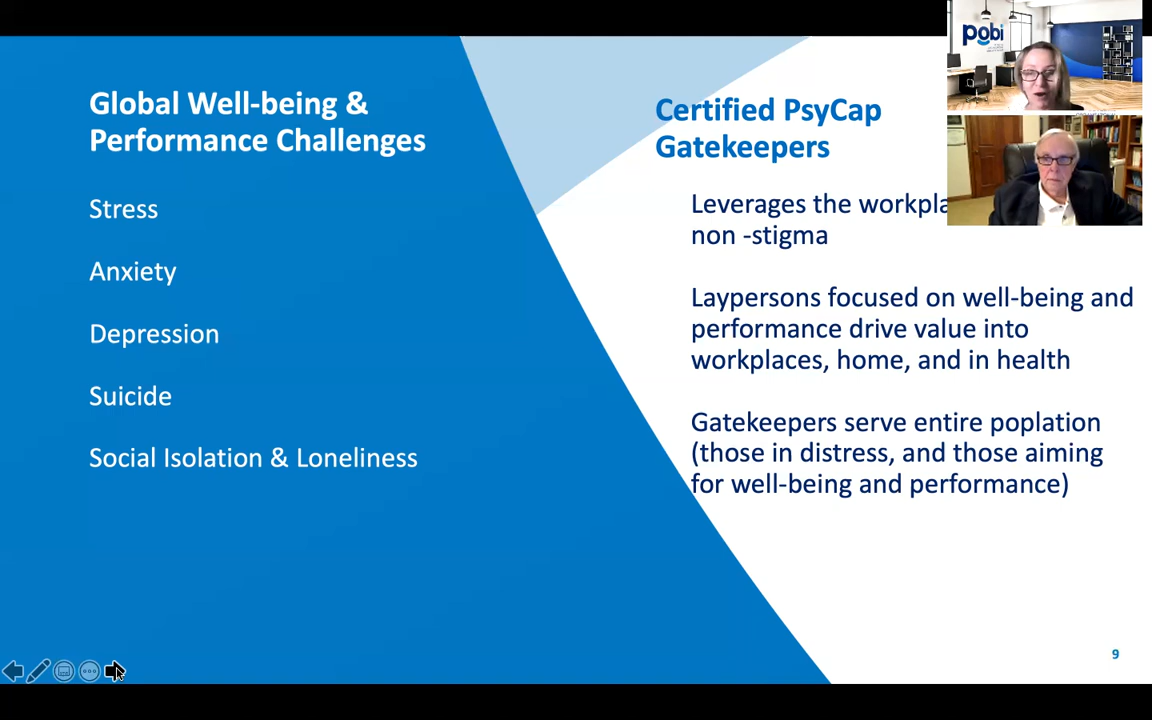 Global Well-being &
Performance Challenges
Stress
Anxiety
Depression
Suicide
Social Isolation & Loneliness
Certified PsyCap
Gatekeepers
Leverages the
non -stigma
Laypersons focused on well-being and
performance drive value into
workplaces, home, and in health
Gatekeepers serve entire poplation
(those in distress, and those aiming
for well-being and performance)
9
pobi